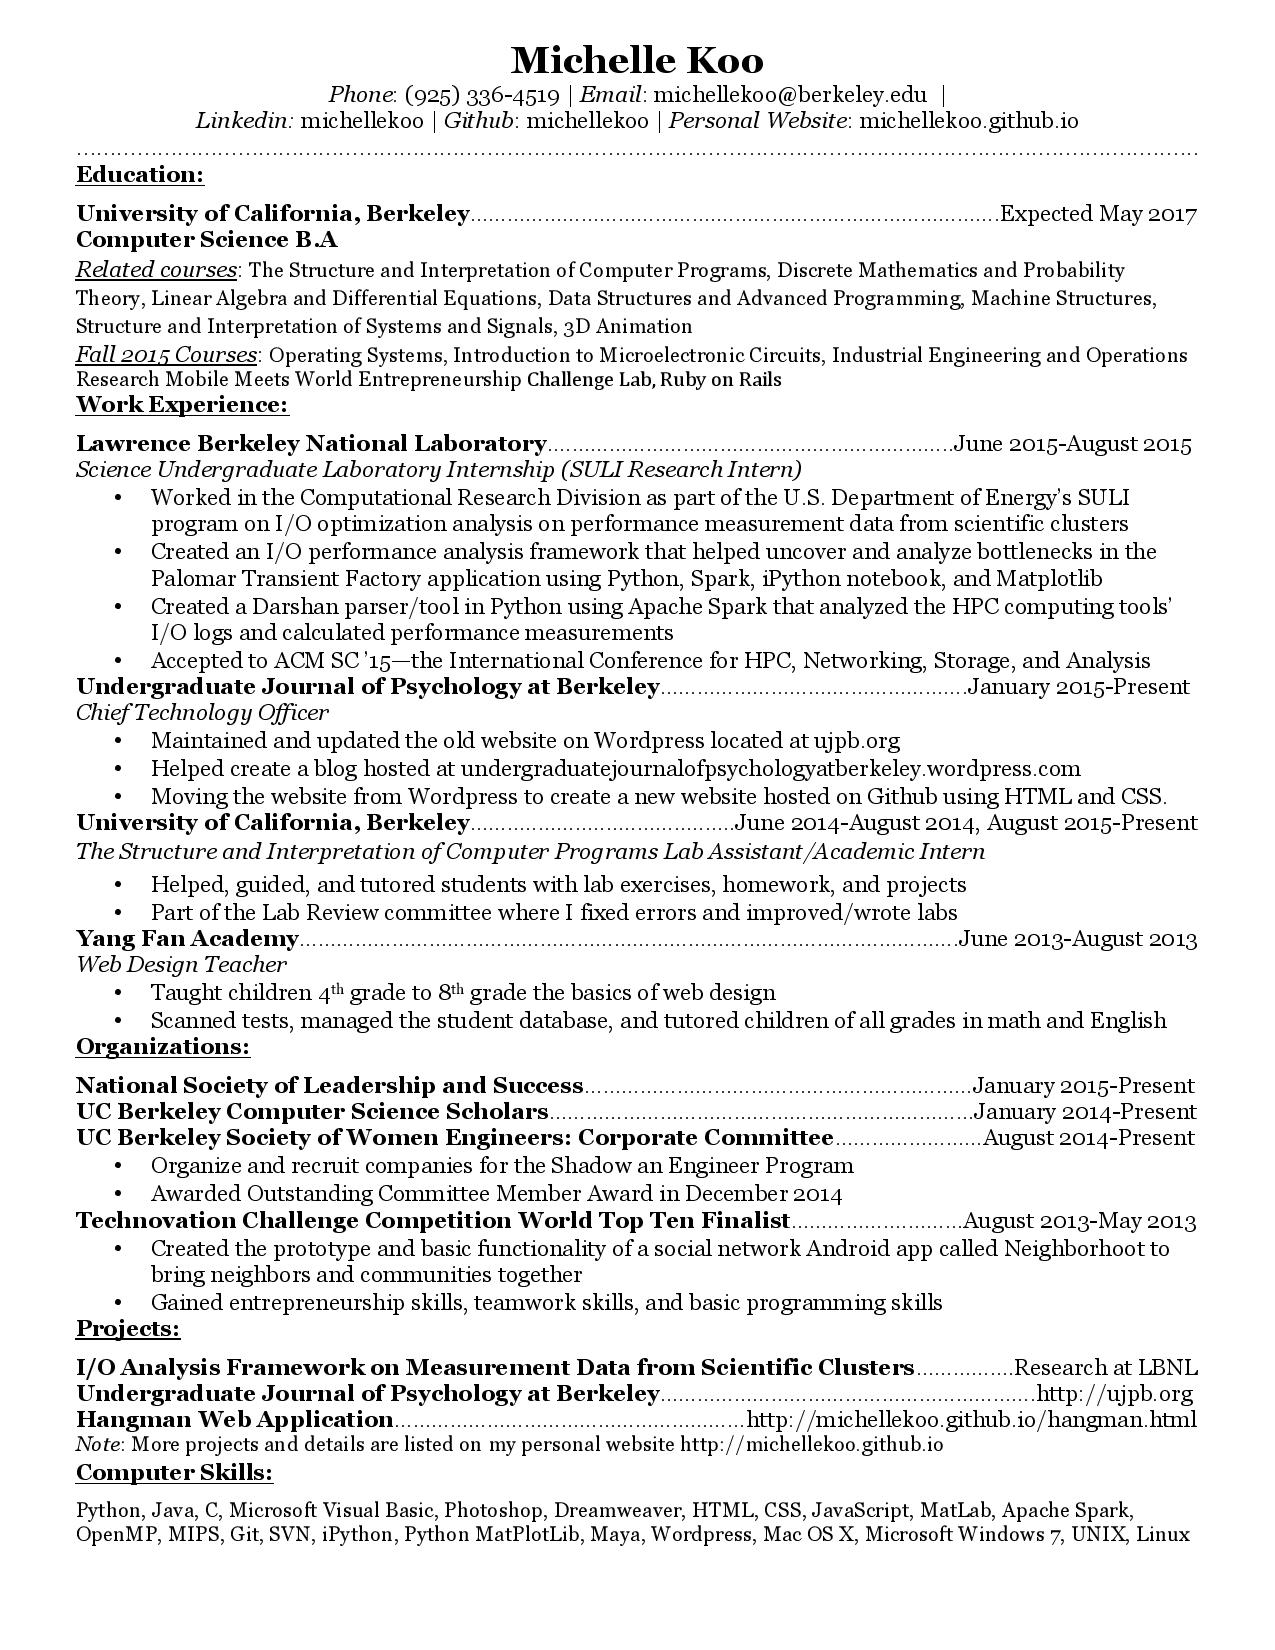 Michelle Koo
Phone: (925) 336-4519 | Email: michellekoo@berkeley.edu |
Linkedin: michellekoo | Github: michellekoo | Personal Website: michellekoo.github.io
Education:
University of California, Berkeley....................Expected May 2017
Computer Science B.A
Related courses: The Structure and Interpretation of Computer Programs, Discrete Mathematics and Probability
Theory, Linear Algebra and Differential Equations, Data Structures and Advanced Programming, Machine Structures,
Structure and Interpretation of Systems and Signals, 3D Animation
Fall 2015 Courses: Operating Systems, Introduction to Microelectronic Circuits, Industrial Engineering and Operations
Research Mobile Meets World Entrepreneurship Challenge Lab, Ruby on Rails
Work Experience:
Lawrence Berkeley National Laboratory....................June 2015-August 2015
Science Undergraduate Laboratory Internship (SULI Research Intern)
• Worked in the Computational Research Division as part of the U.S. Department of Energy's SULI
program on I/O optimization analysis on performance measurement data from scientific clusters
• Created an I/O performance analysis framework that helped uncover and analyze bottlenecks in the
Palomar Transient Factory application using Python, Spark, iPython notebook, and Matplotlib
• Created a Darshan parser/tool in Python using Apache Spark that analyzed the HPC computing tools'
I/O logs and calculated performance measurements
• Accepted to ACM SC '15—the International Conference for HPC, Networking, Storage, and Analysis
Undergraduate Journal of Psychology at Berkeley....................January 2015-Present
Chief Technology Officer
• Maintained and updated the old website on Wordpress located at ujpb.org
• Helped create a blog hosted at undergraduatejournalofpsychologyatberkeley.wordpress.com
• Moving the website from Wordpress to create a new website hosted on Github using HTML and CSS.
University of California, Berkeley....................June 2014-August 2014, August 2015-Present
The Structure and Interpretation of Computer Programs Lab Assistant/Academic Intern
• Helped, guided, and tutored students with lab exercises, homework, and projects
• Part of the Lab Review committee where I fixed errors and improved/wrote labs
Yang Fan Academy....................June 2013-August 2013
Web Design Teacher
• Taught children 4th grade to 8th grade the basics of web design
• Scanned tests, managed the student database, and tutored children of all grades in math and English
Organizations:
National Society of Leadership and Success....................January 2015-Present
UC Berkeley Computer Science Scholars....................January 2014-Present
UC Berkeley Society of Women Engineers: Corporate Committee....................August 2014-Present
• Organize and recruit companies for the Shadow an Engineer Program
• Awarded Outstanding Committee Member Award in December 2014
Technovation Challenge Competition World Top Ten Finalist....................August 2013-May 2013
• Created the prototype and basic functionality of a social network Android app called Neighborhoot to
bring neighbors and communities together
• Gained entrepreneurship skills, teamwork skills, and basic programming skills
Projects:
I/O Analysis Framework on Measurement Data from Scientific Clusters................Research at LBNL
Undergraduate Journal of Psychology at Berkeley....................http://ujpb.org
Hangman Web Application....................http://michellekoo.github.io/hangman.html
Note: More projects and details are listed on my personal website http://michellekoo.github.io
Computer Skills:
Python, Java, C, Microsoft Visual Basic, Photoshop, Dreamweaver, HTML, CSS, JavaScript, MatLab, Apache Spark,
OpenMP, MIPS, Git, SVN, iPython, Python MatPlotLib, Maya, Wordpress, Mac OS X, Microsoft Windows 7, UNIX, Linux